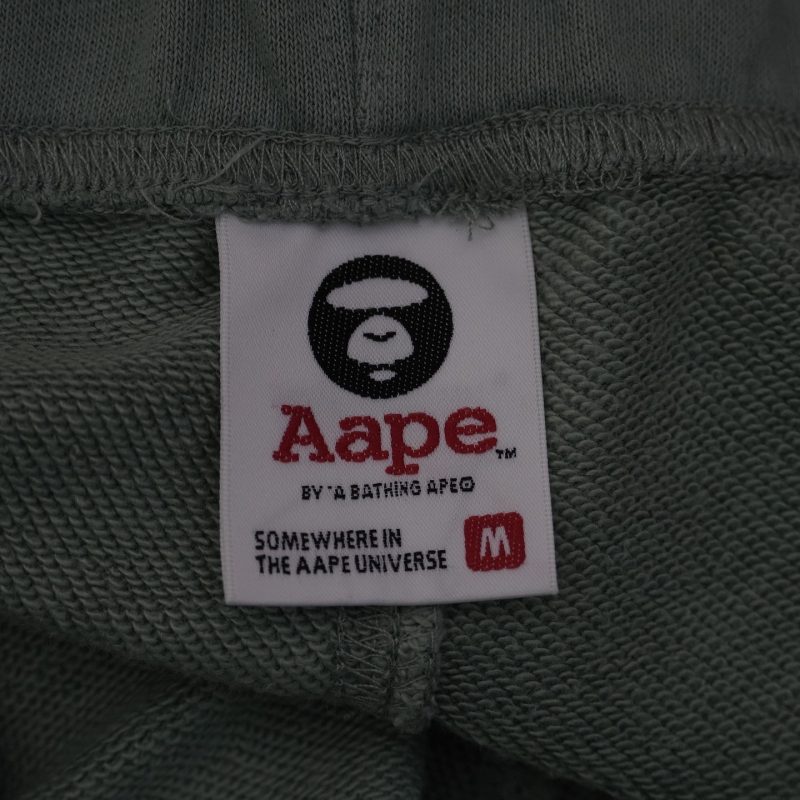 Aape™
BY *A BATHING APE®
SOMEWHERE IN
THE AAPE UNIVERSE
M